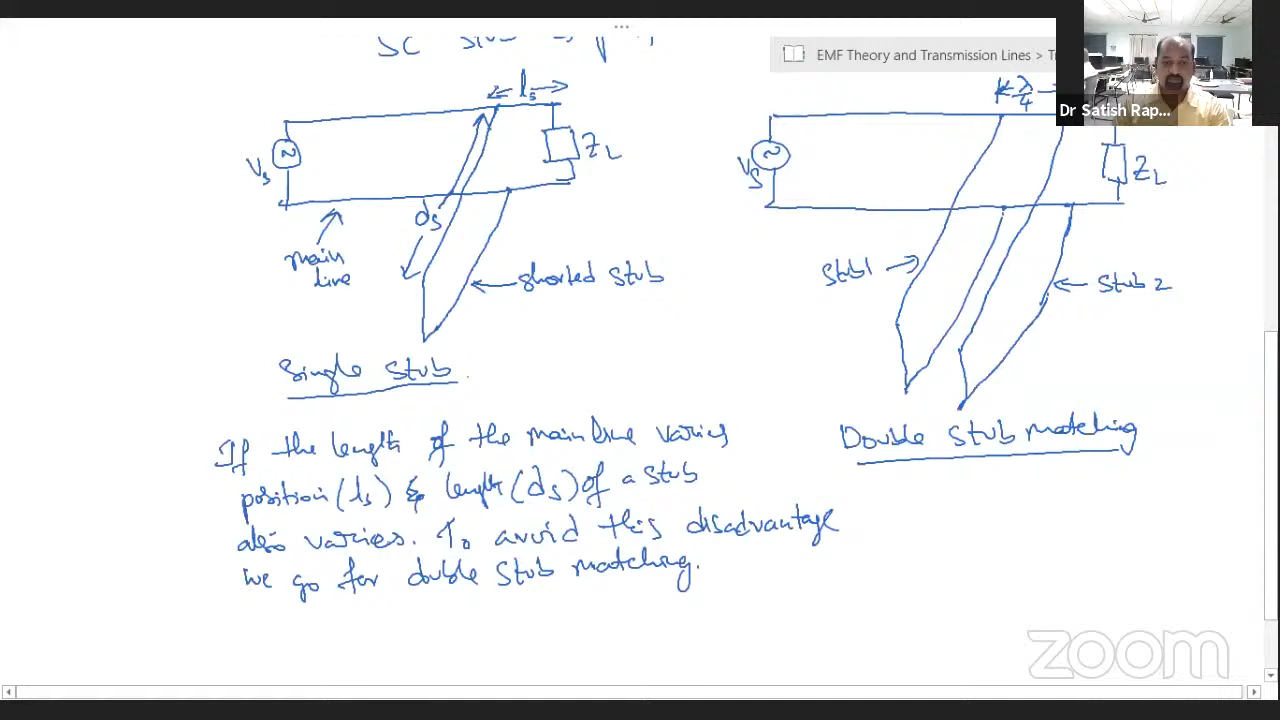 SC Stub
EMF Theory and Transmission Lines >
Dr Satish Rap...
ls
λ/4
Vs
ZL
Vs
ZL
ds
main
line
shorted stub
Stub1
Stub 2
Single Stub
Double Stub matching
If the length of the main line varies
position (ls) & length (ds) of a stub
also varies. To avoid this disadvantage
we go for double stub matching.
zoom